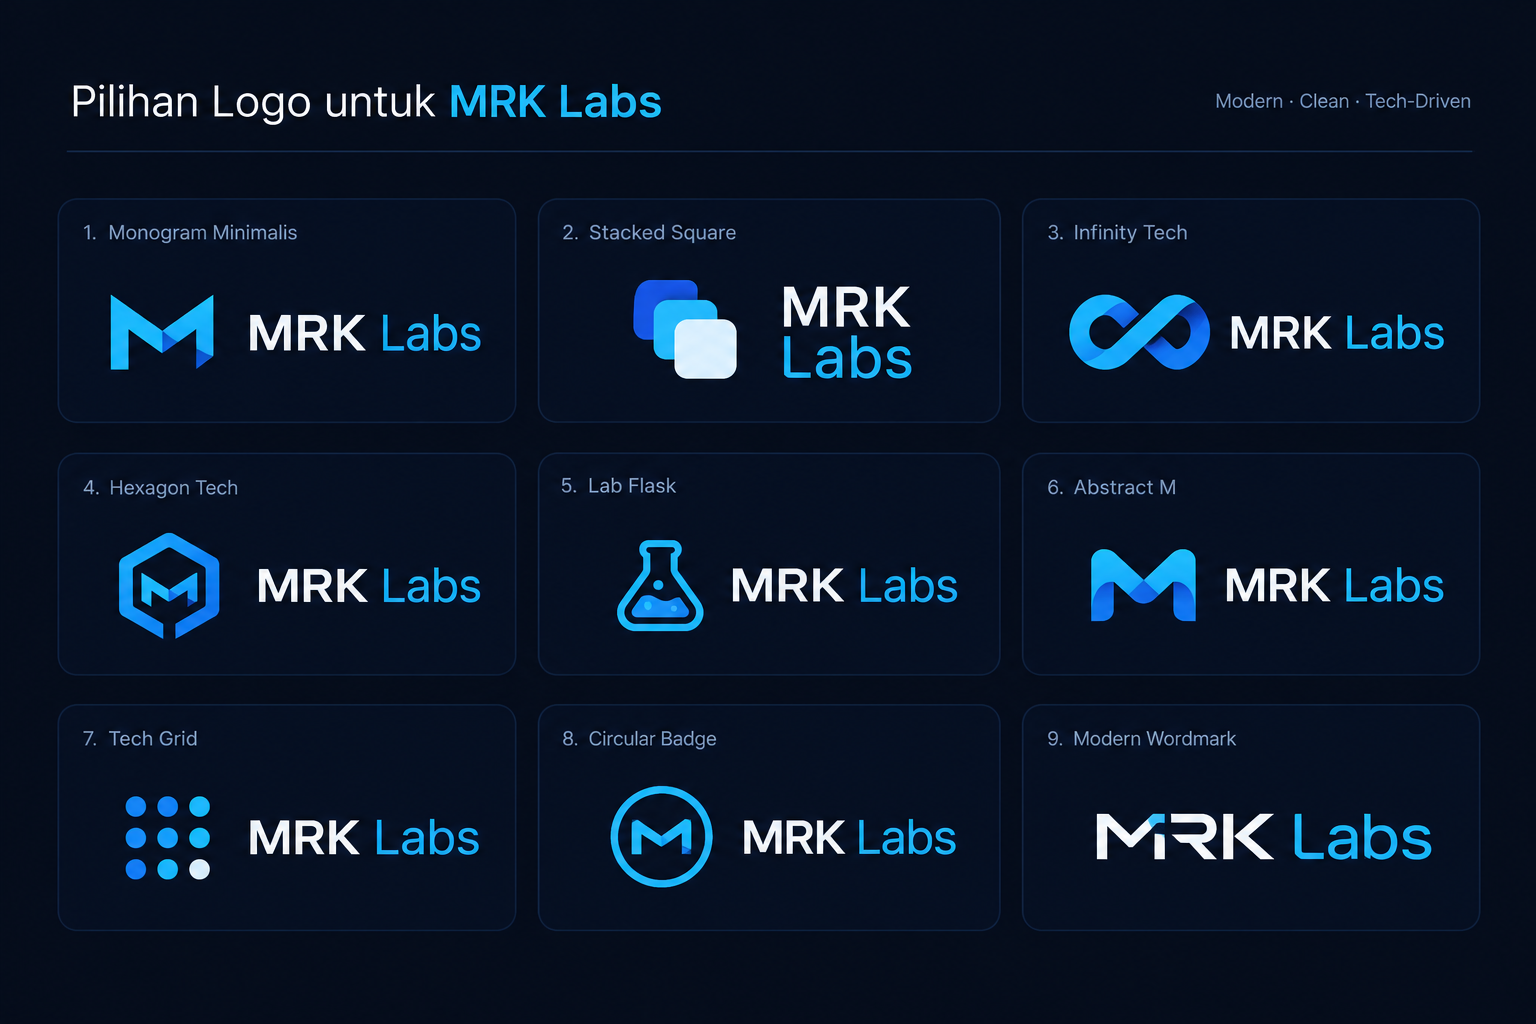 Pilihan Logo untuk MRK Labs
Modern · Clean · Tech-Driven
1. Monogram Minimalis
MRK Labs
2. Stacked Square
MRK
Labs
3. Infinity Tech
MRK Labs
4. Hexagon Tech
MRK Labs
5. Lab Flask
MRK Labs
6. Abstract M
MRK Labs
7. Tech Grid
MRK Labs
8. Circular Badge
MRK Labs
9. Modern Wordmark
MRK Labs